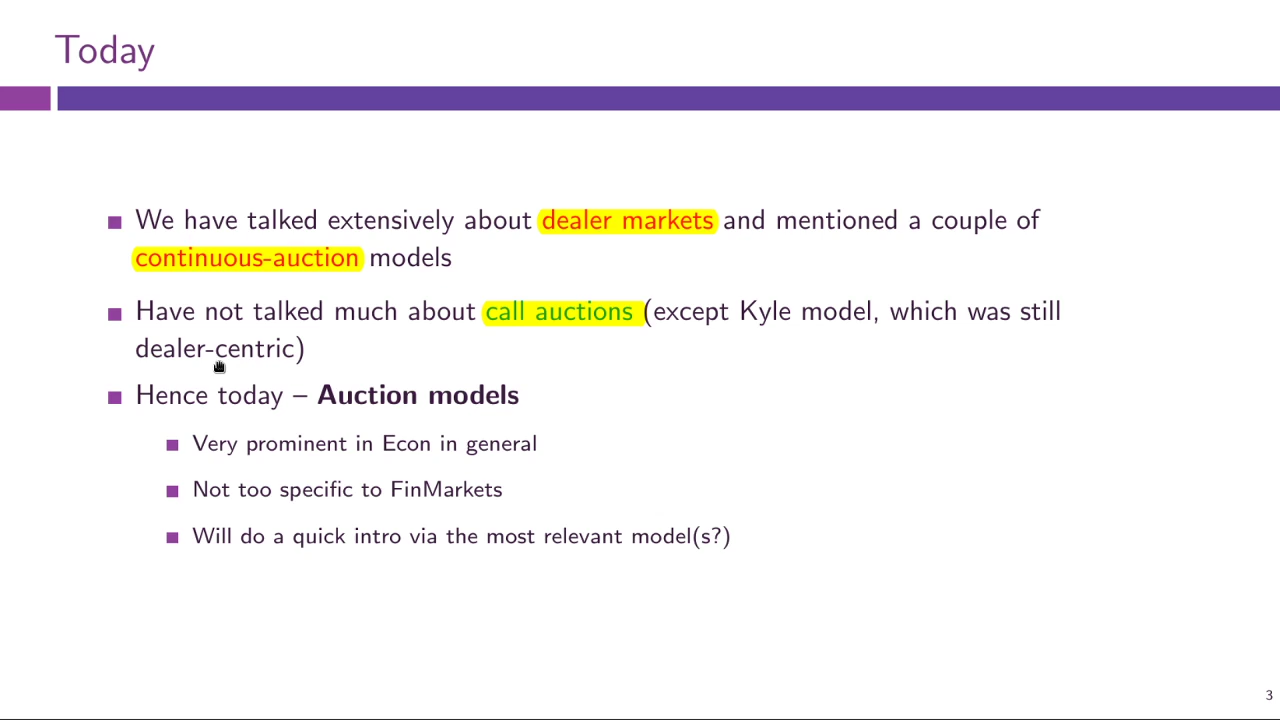 Today
We have talked extensively about dealer markets and mentioned a couple of
continuous-auction models
Have not talked much about call auctions (except Kyle model, which was still
dealer-centric)
Hence today – Auction models
Very prominent in Econ in general
Not too specific to FinMarkets
Will do a quick intro via the most relevant model(s?)
3